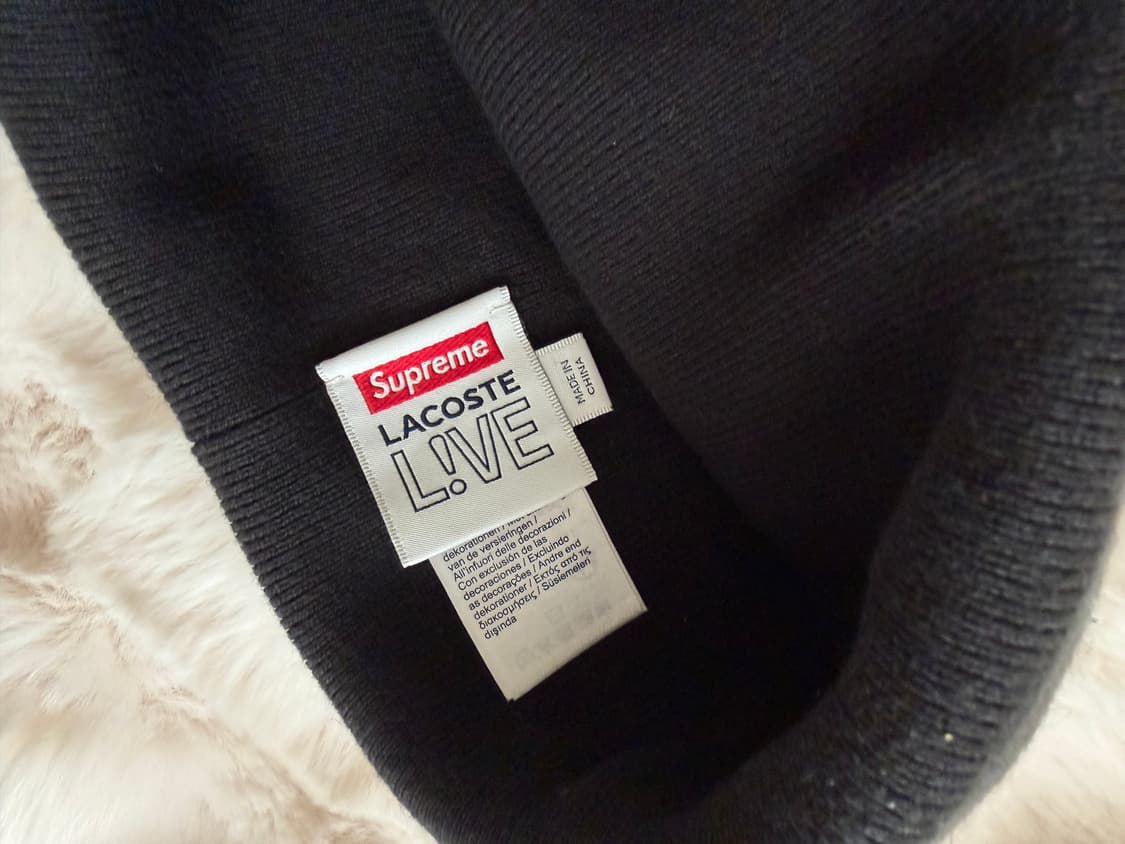 Supreme
LACOSTE
L!VE
MADE IN
CHINA
dekorationen /
van de versieringen /
All'infuori delle decorazioni /
Con exclusión de las
decoraciones / Excluindo
as decorações / Andre end
dekorationer / Εκτός από τις
διακοσμήσεις / Süslemeleri
dışında